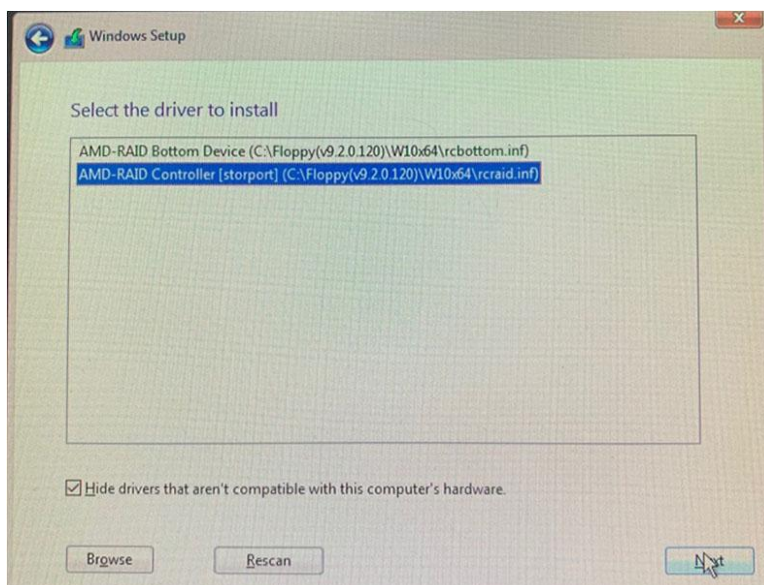 Windows Setup
Select the driver to install
AMD-RAID Bottom Device (C:\Floppy(v9.2.0.120)\W10x64\rcbottom.inf)
AMD-RAID Controller [storport] (C:\Floppy(v9.2.0.120)\W10x64\rcraid.inf)
Hide drivers that aren't compatible with this computer's hardware.
Browse
Rescan
Next